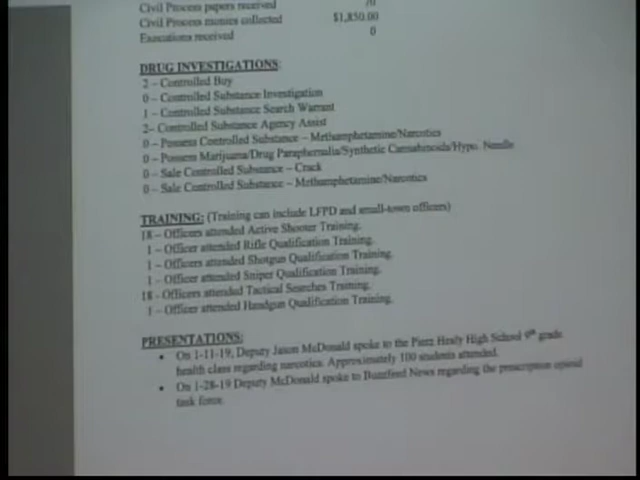 Civil Process papers received 70
Civil Process monies collected $1,850.00
Executions received 0
DRUG INVESTIGATIONS:
2 – Controlled Buy
0 – Controlled Substance Investigation
1 – Controlled Substance Search Warrant
2– Controlled Substance Agency Assist
0 – Possess Controlled Substance – Methamphetamine/Narcotics
0 – Possess Marijuana/Drug Paraphernalia/Synthetic Cannabinoids/Hypo. Needle
0 – Sale Controlled Substance – Crack
0 – Sale Controlled Substance – Methamphetamine/Narcotics
TRAINING: (Training can include LFPD and small-town officers)
18 – Officers attended Active Shooter Training.
1 – Officer attended Rifle Qualification Training.
1 – Officers attended Shotgun Qualification Training.
1 – Officer attended Sniper Qualification Training.
18 - Officers attended Tactical Searches Training.
1 – Officer attended Handgun Qualification Training.
PRESENTATIONS:
• On 1-11-19, Deputy Jason McDonald spoke to the Pierz Healy High School 9th grade
health class regarding narcotics. Approximately 100 students attended.
• On 1-28-19 Deputy McDonald spoke to Buzzfeed News regarding the prescription opioid
task force.